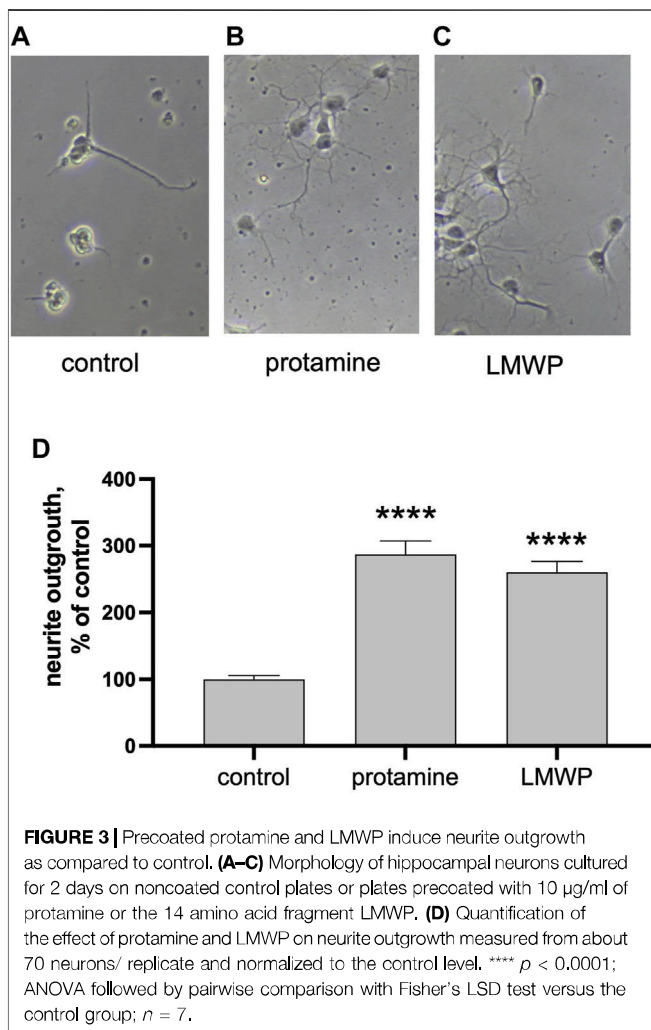 A
B
C
control
protamine
LMWP
D
neurite outgrouth,
% of control
400
300
200
100
0
****
****
control
protamine
LMWP
FIGURE 3 | Precoated protamine and LMWP induce neurite outgrowth
as compared to control. (A–C) Morphology of hippocampal neurons cultured
for 2 days on noncoated control plates or plates precoated with 10 μg/ml of
protamine or the 14 amino acid fragment LMWP. (D) Quantification of
the effect of protamine and LMWP on neurite outgrowth measured from about
70 neurons/ replicate and normalized to the control level. **** p < 0.0001;
ANOVA followed by pairwise comparison with Fisher's LSD test versus the
control group; n = 7.